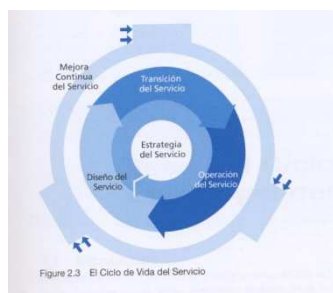 Mejora
Continua
del Servicio
Transición
del Servicio
Estrategia
del Servicio
Diseño del
Servicio
Operación
del Servicio
Figure 2.3 El Ciclo de Vida del Servicio